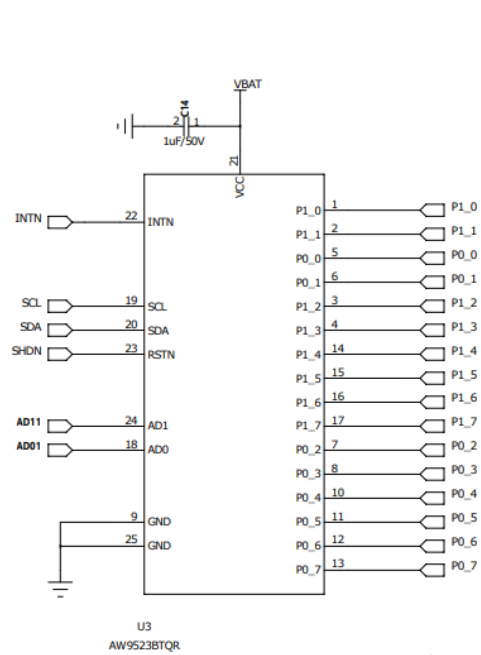 VBAT
C14
2 1
1uF/50V
21
VCC
P1_0 1 P1_0
INTN 22 INTN
P1_1 2 P1_1
P0_0 5 P0_0
P0_1 6 P0_1
SCL 19 SCL P1_2 3 P1_2
SDA 20 SDA P1_3 4 P1_3
SHDN 23 RSTN P1_4 14 P1_4
P1_5 15 P1_5
P1_6 16 P1_6
AD11 24 AD1 P1_7 17 P1_7
AD01 18 AD0 P0_2 7 P0_2
P0_3 8 P0_3
P0_4 10 P0_4
9 GND P0_5 11 P0_5
25 GND P0_6 12 P0_6
P0_7 13 P0_7
U3
AW9523BTQR